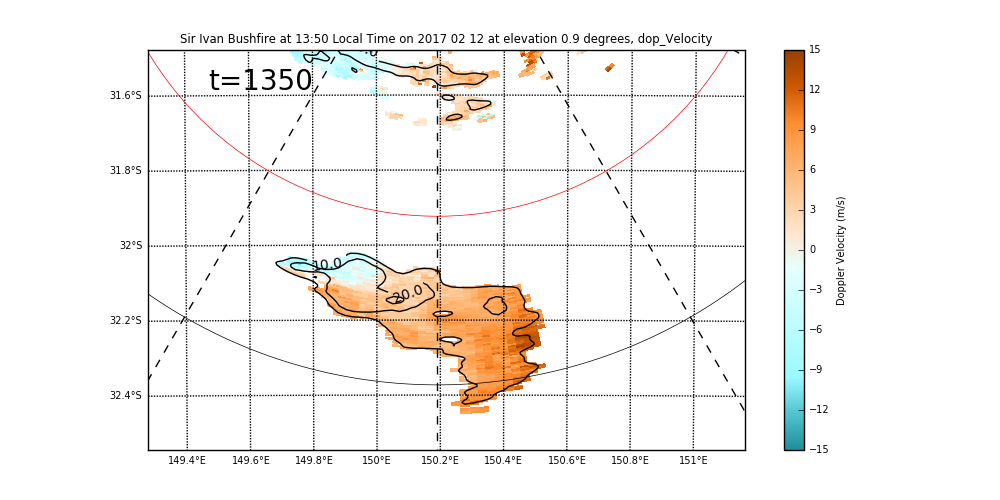 Sir Ivan Bushfire at 13:50 Local Time on 2017 02 12 at elevation 0.9 degrees, dop_Velocity
t=1350
31.6°S
31.8°S
32°S
32.2°S
32.4°S
10.0
20.0
149.4°E 149.6°E 149.8°E 150°E 150.2°E 150.4°E 150.6°E 150.8°E 151°E
15
12
9
6
3
0
−3
−6
−9
−12
−15
Doppler Velocity (m/s)